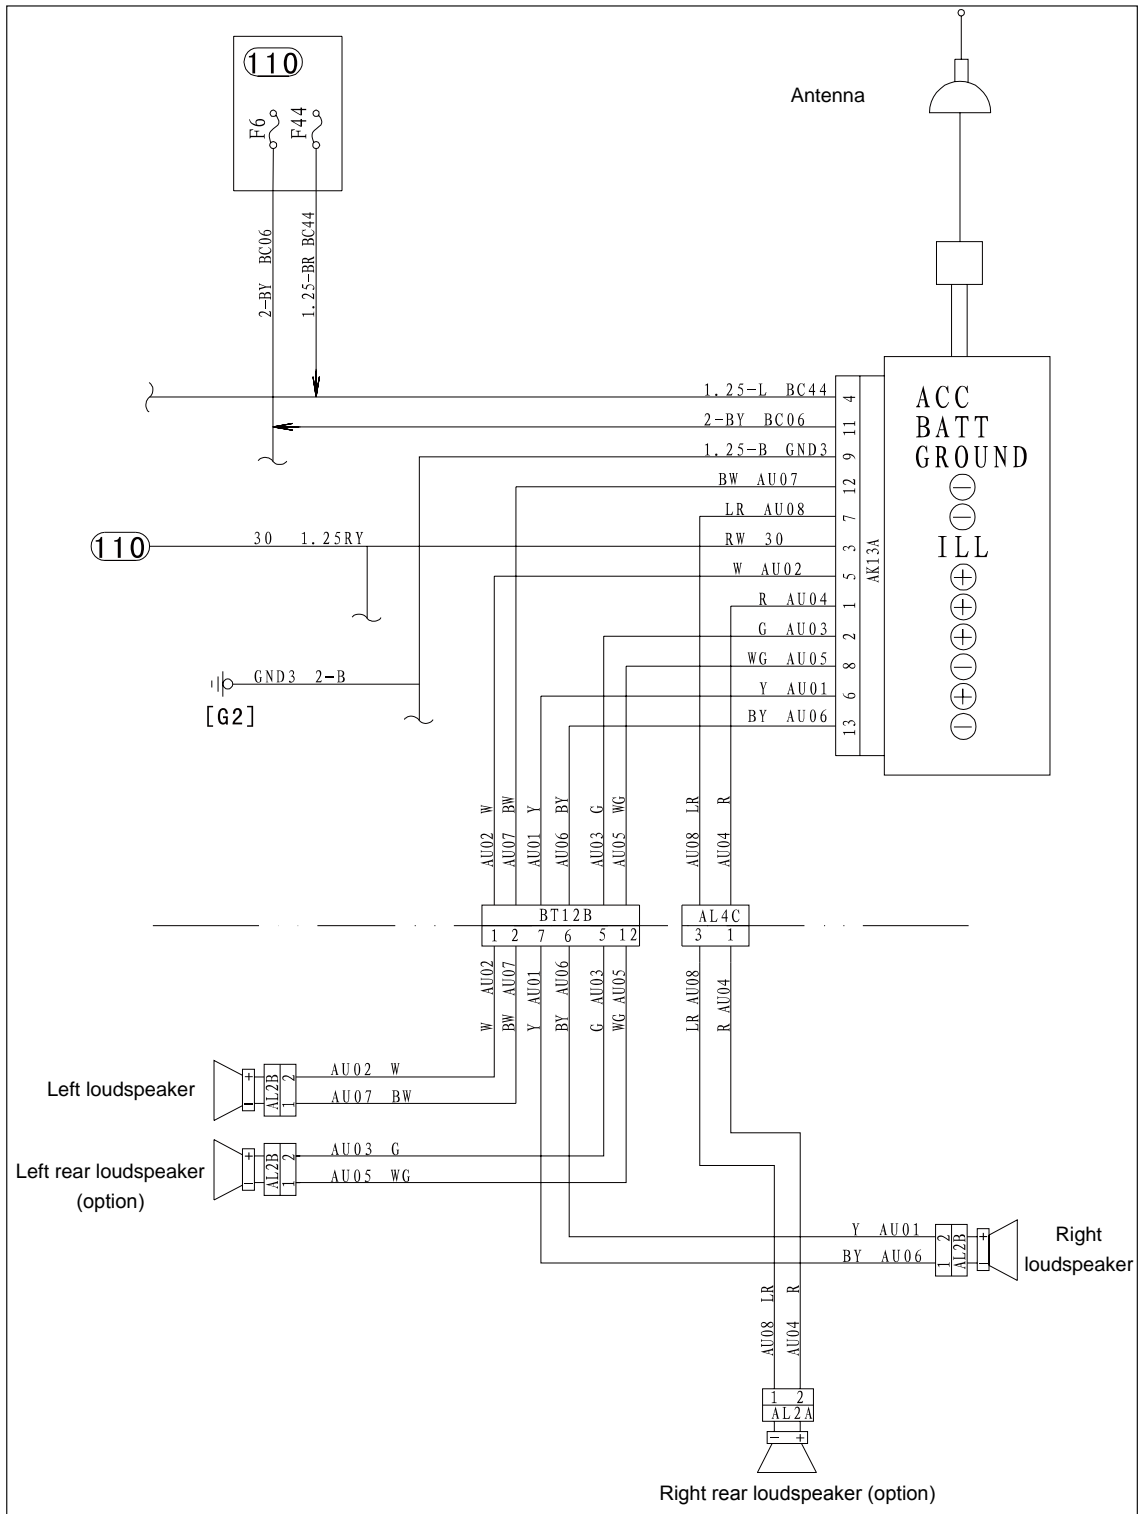 110
F6
F44
Antenna
2-BY BC06
1.25-BR BC44
1.25-L BC44 4 ACC
2-BY BC06 11 BATT
1.25-B GND3 9 GROUND
BW AU07 12 −
LR AU08 7 −
110 30 1.25RY RW 30 3 ILL
AK13A
W AU02 5 +
R AU04 1 +
G AU03 2 +
WG AU05 8 −
GND3 2-B
[G2]
Y AU01 6 +
BY AU06 13 −
AU02 W
AU07 BW
AU01 Y
AU06 BY
AU03 G
AU05 WG
AU08 LR
AU04 R
BT12B
AL4C
1 2 7 6 5 12
3 1
W AU02
BW AU07
Y AU01
BY AU06
G AU03
WG AU05
LR AU08
R AU04
Left loudspeaker
+ − AL2B 2 1
AU02 W
AU07 BW
Left rear loudspeaker
(option)
+ − AL2B 2 1
AU03 G
AU05 WG
Y AU01
BY AU06
2 1 AL2B + −
Right
loudspeaker
AU08 LR
AU04 R
1 2
AL2A
− +
Right rear loudspeaker (option)